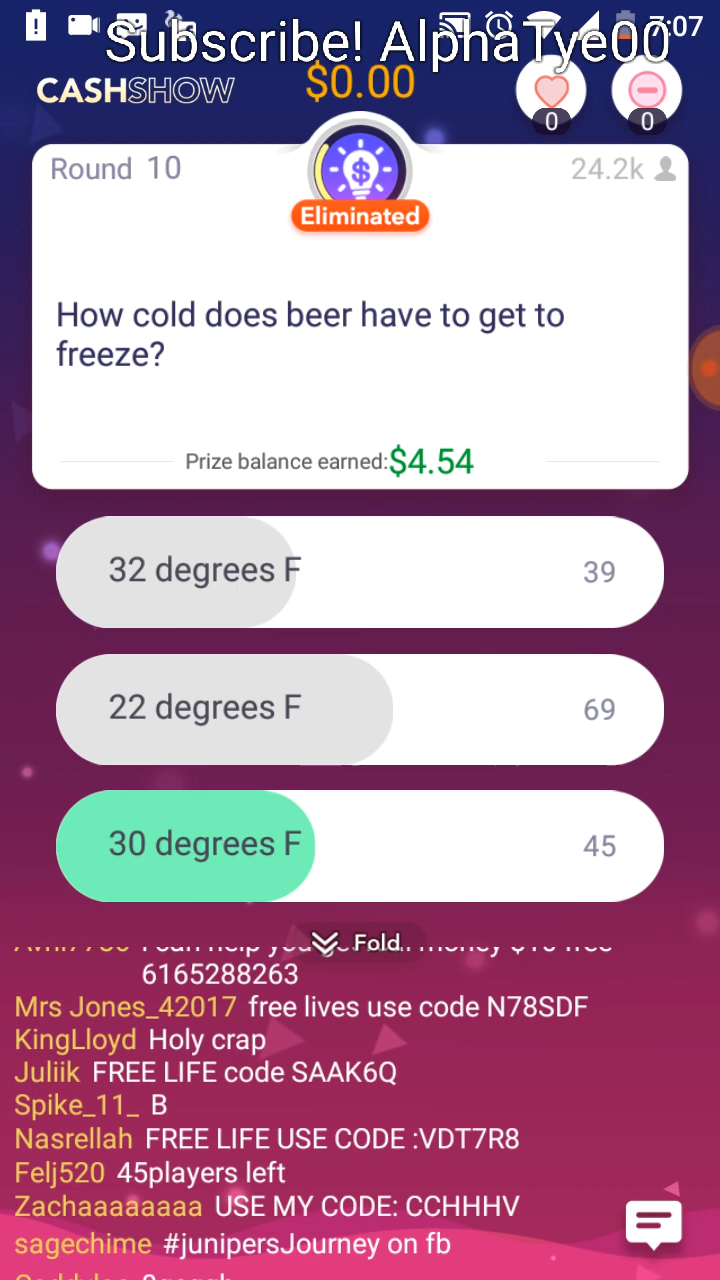 7:07
Subscribe! AlphaTye00
CASHSHOW
$0.00
0
0
Round 10
24.2k
Eliminated
How cold does beer have to get to
freeze?
Prize balance earned:$4.54
32 degrees F 39
22 degrees F 69
30 degrees F 45
Fold
6165288263
Mrs Jones_42017 free lives use code N78SDF
KingLloyd Holy crap
Juliik FREE LIFE code SAAK6Q
Spike_11_ B
Nasrellah FREE LIFE USE CODE :VDT7R8
Felj520 45players left
Zachaaaaaaaa USE MY CODE: CCHHHV
sagechime #junipersJourney on fb